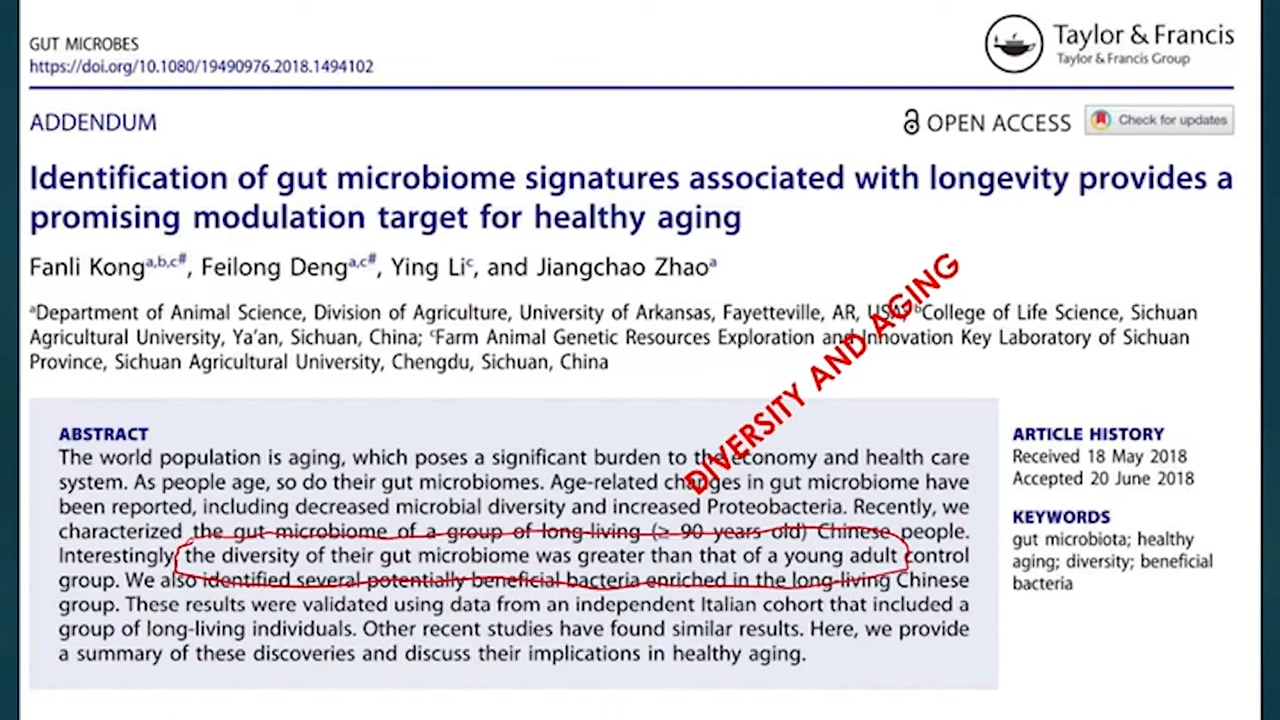 GUT MICROBES
https://doi.org/10.1080/19490976.2018.1494102
Taylor & Francis
Taylor & Francis Group
ADDENDUM
OPEN ACCESS
Check for updates
Identification of gut microbiome signatures associated with longevity provides a
promising modulation target for healthy aging
Fanli Konga,b,c#, Feilong Denga,c#, Ying Lic, and Jiangchao Zhaoa
aDepartment of Animal Science, Division of Agriculture, University of Arkansas, Fayetteville, AR, USA; bCollege of Life Science, Sichuan
Agricultural University, Ya'an, Sichuan, China; cFarm Animal Genetic Resources Exploration and Innovation Key Laboratory of Sichuan
Province, Sichuan Agricultural University, Chengdu, Sichuan, China
DIVERSITY AND AGING
ABSTRACT
The world population is aging, which poses a significant burden to the economy and health care
system. As people age, so do their gut microbiomes. Age-related changes in gut microbiome have
been reported, including decreased microbial diversity and increased Proteobacteria. Recently, we
characterized the gut microbiome of a group of long-living (≥ 90 years old) Chinese people.
Interestingly, the diversity of their gut microbiome was greater than that of a young adult control
group. We also identified several potentially beneficial bacteria enriched in the long-living Chinese
group. These results were validated using data from an independent Italian cohort that included a
group of long-living individuals. Other recent studies have found similar results. Here, we provide
a summary of these discoveries and discuss their implications in healthy aging.
ARTICLE HISTORY
Received 18 May 2018
Accepted 20 June 2018
KEYWORDS
gut microbiota; healthy
aging; diversity; beneficial
bacteria